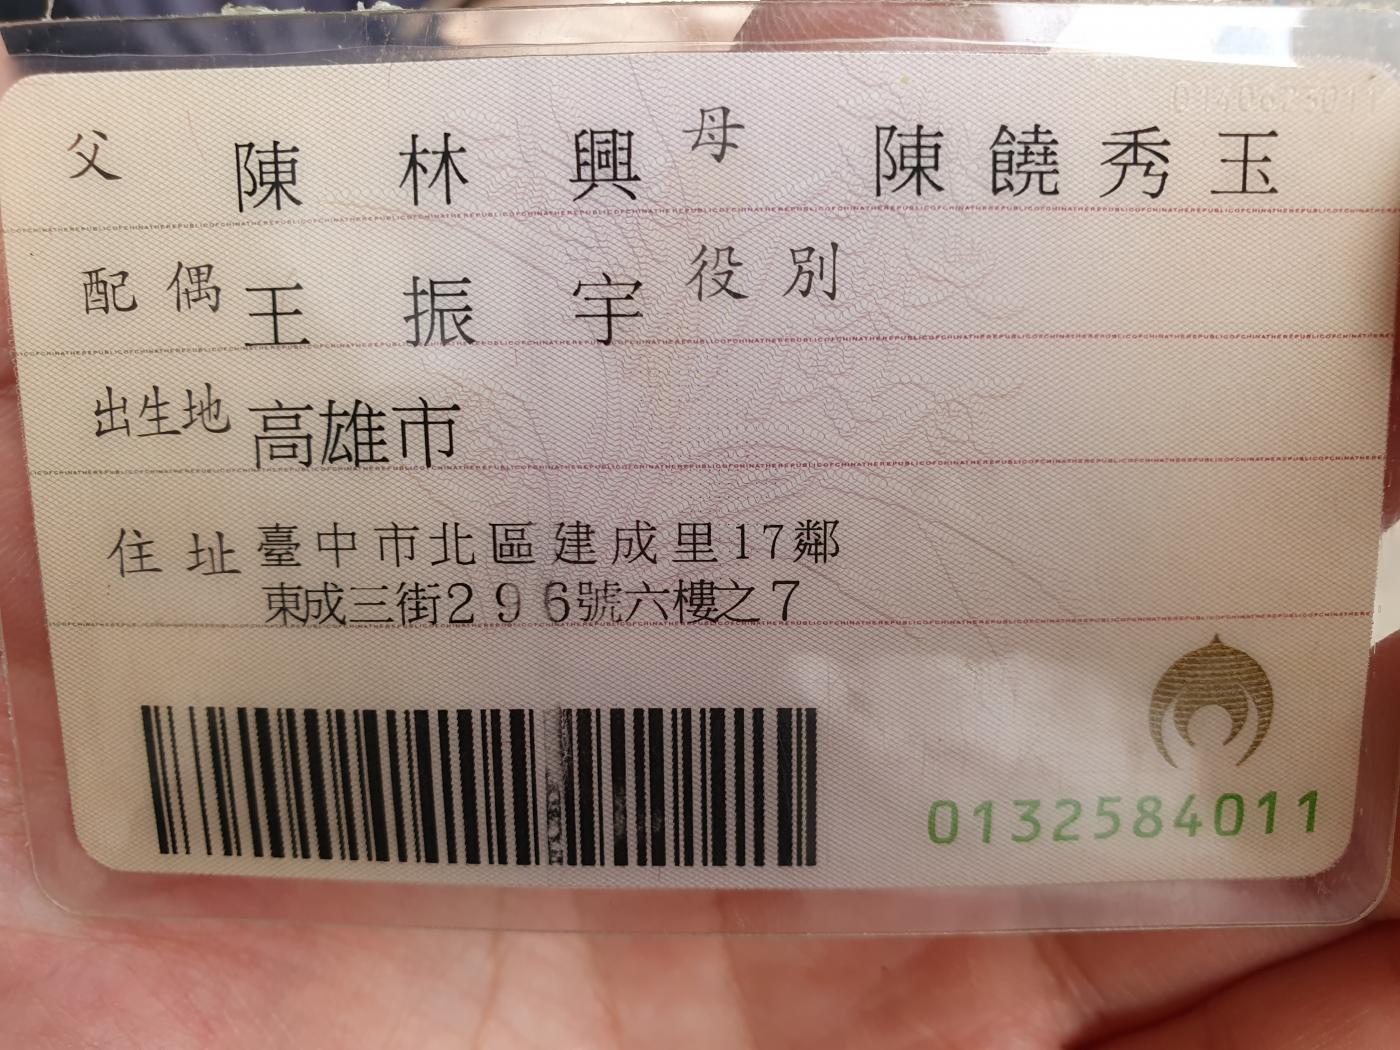 父 陳林興 母 陳饒秀玉
配偶 王振宇 役別
出生地 高雄市
住址 臺中市北區建成里17鄰
東成三街296號六樓之7
0132584011